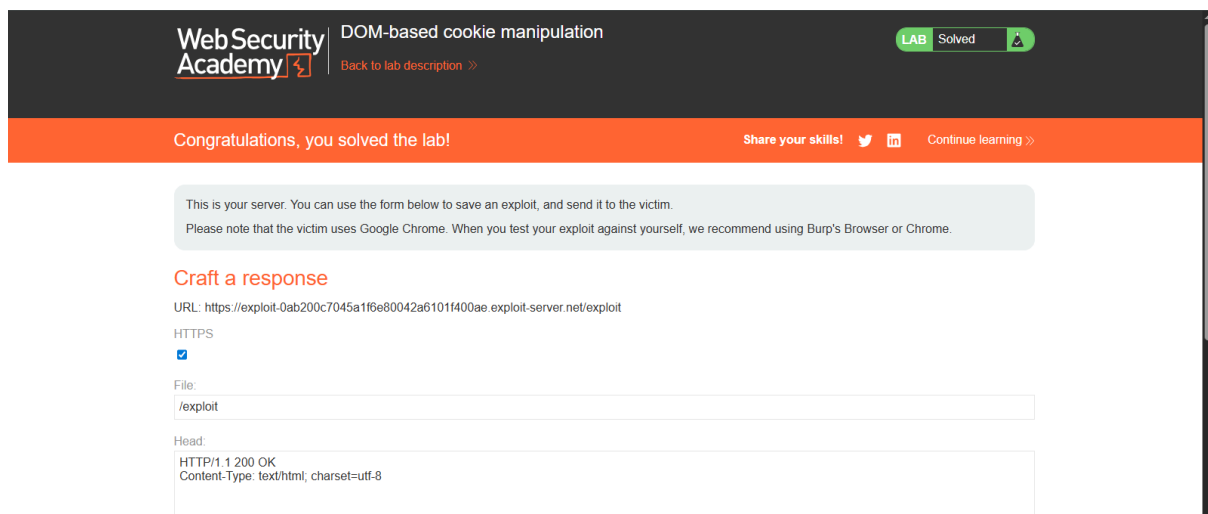 WebSecurity
Academy
DOM-based cookie manipulation
Back to lab description »
LAB Solved
Congratulations, you solved the lab!
Share your skills!
Continue learning »
This is your server. You can use the form below to save an exploit, and send it to the victim.
Please note that the victim uses Google Chrome. When you test your exploit against yourself, we recommend using Burp's Browser or Chrome.
Craft a response
URL: https://exploit-0ab200c7045a1f6e80042a6101f400ae.exploit-server.net/exploit
HTTPS
File:
/exploit
Head:
HTTP/1.1 200 OK
Content-Type: text/html; charset=utf-8